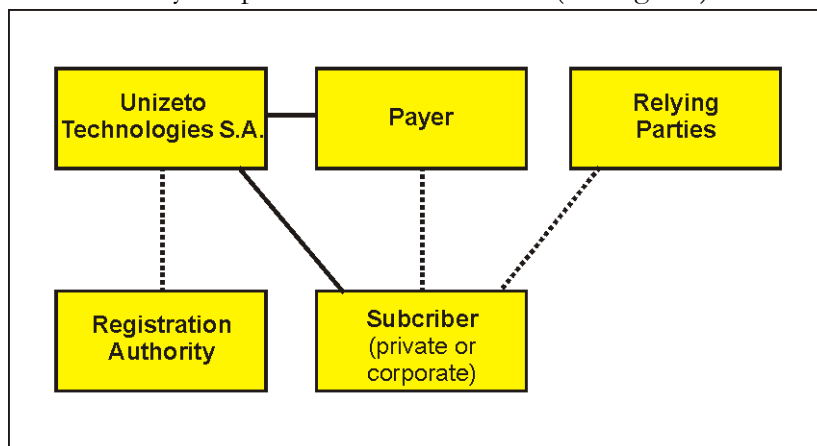 Unizeto
Technologies S.A.
Payer
Relying
Parties
Registration
Authority
Subcriber
(private or
corporate)